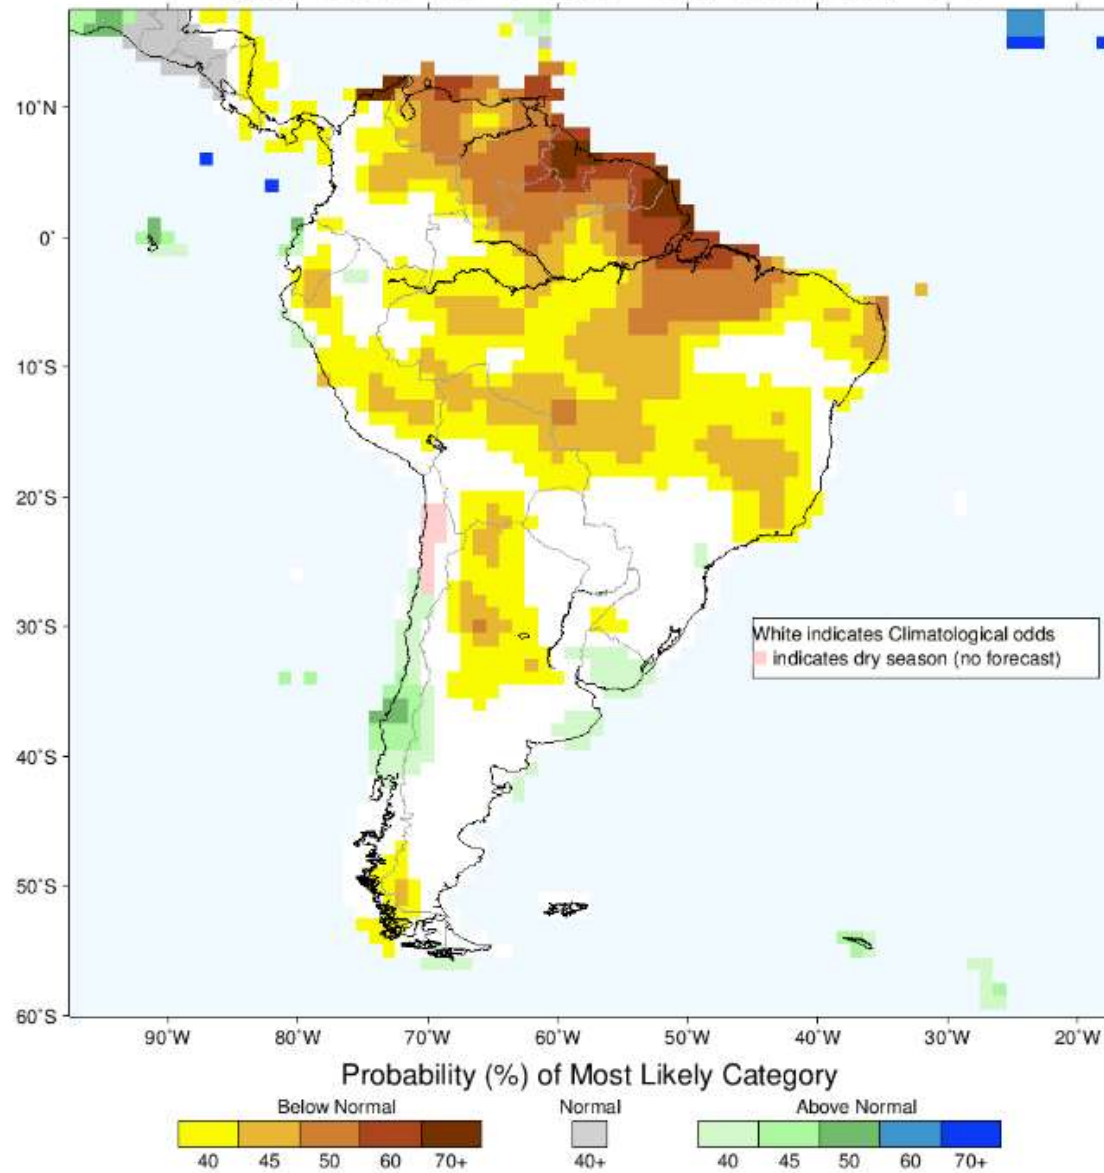 10°N
0°
10°S
20°S
30°S
40°S
50°S
60°S
White indicates Climatological odds
indicates dry season (no forecast)
90°W 80°W 70°W 60°W 50°W 40°W 30°W 20°W
Probability (%) of Most Likely Category
Below Normal Normal Above Normal
40 45 50 60 70+ 40+ 40 45 50 60 70+